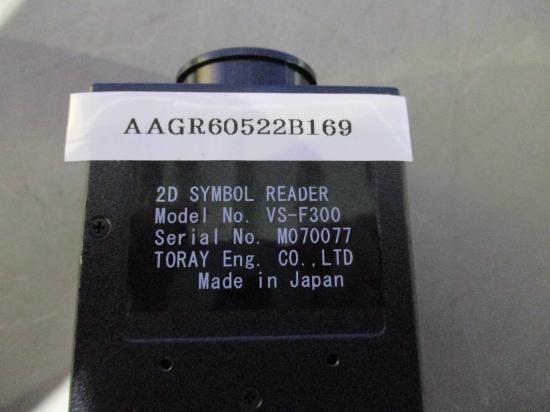 AAGR60522B169
2D SYMBOL READER
Model No. VS-F300
Serial No. M070077
TORAY Eng. CO.,LTD
Made in Japan